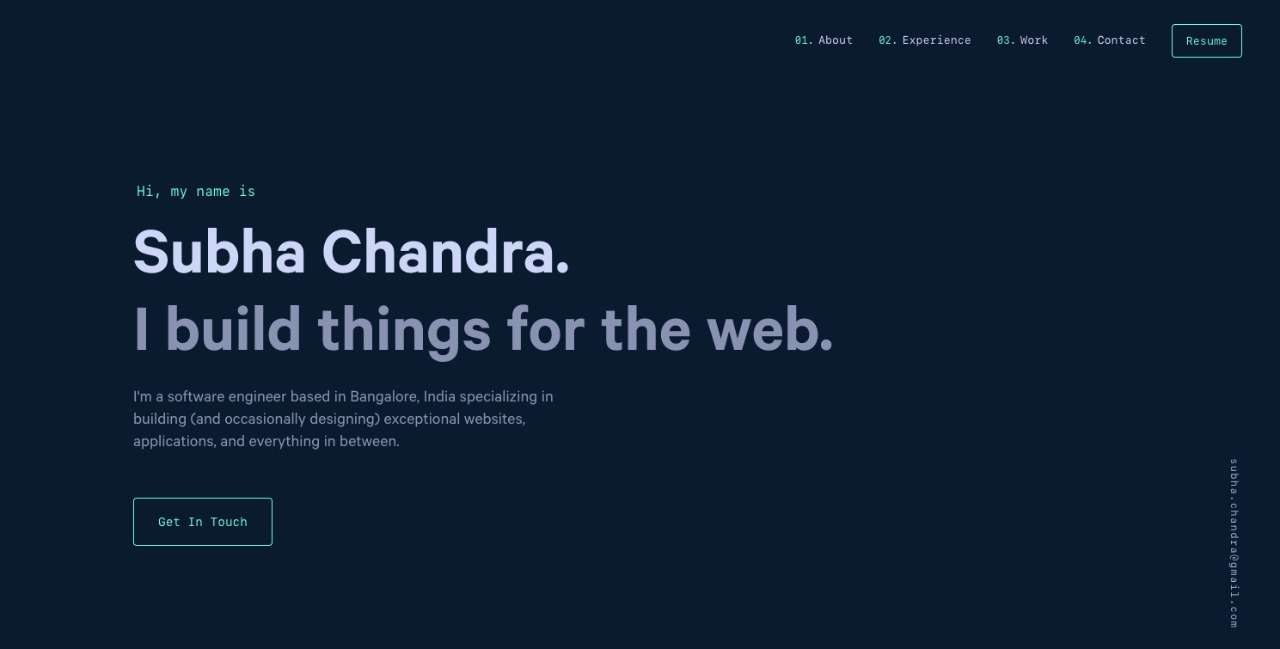 01. About 02. Experience 03. Work 04. Contact Resume
Hi, my name is
Subha Chandra.
I build things for the web.
I'm a software engineer based in Bangalore, India specializing in
building (and occasionally designing) exceptional websites,
applications, and everything in between.
Get In Touch
subha.chandra@gmail.com